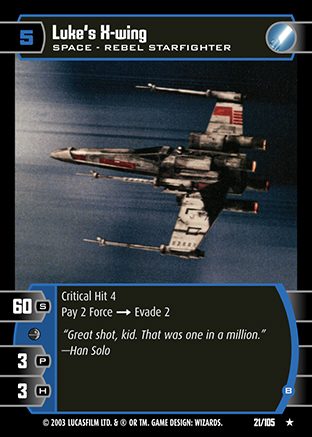 5 Luke's X-wing
SPACE - REBEL STARFIGHTER
60 S Critical Hit 4
Pay 2 Force → Evade 2
"Great shot, kid. That was one in a million."
—Han Solo
3 P
3 H
B
© 2003 LUCASFILM LTD. & ® OR TM. GAME DESIGN: WIZARDS. 21/105 ★